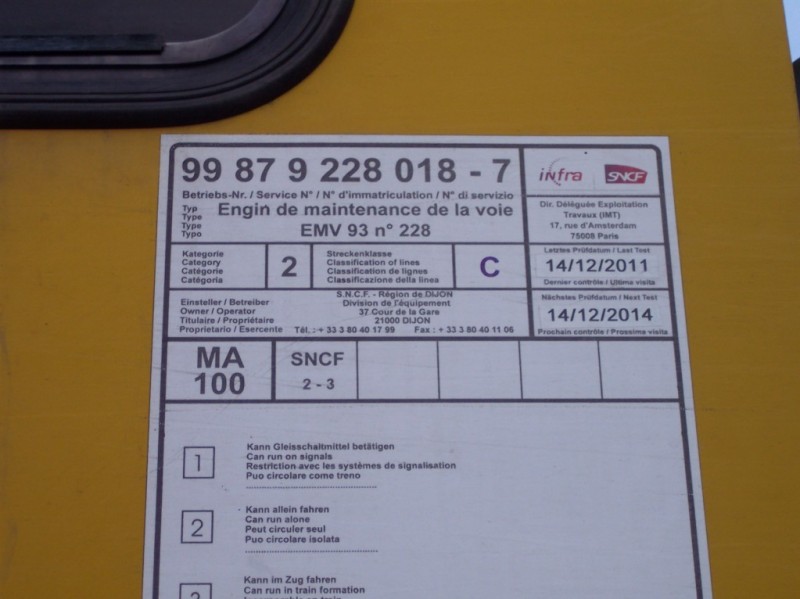 99 87 9 228 018 - 7
Betriebs-Nr. / Service N° / N° d'immatriculation / N° di servizio
Typ
Type
Type
Typo
Engin de maintenance de la voie
EMV 93 n° 228
infra SNCF
Dir. Déléguée Exploitation
Travaux (IMT)
17, rue d'Amsterdam
75008 Paris
Kategorie
Category
Catégorie
Catégoria
2
Streckenklasse
Classification of lines
Classification de lignes
Classificazione della linea
C
Letztes Prüfdatum / Last Test
14/12/2011
Dernier contrôle / Ultima visita
Einsteller / Betreiber
Owner / Operator
Titulaire / Propriétaire
Proprietario / Esercente
S.N.C.F. - Région de DIJON
Division de l'équipement
37 Cour de la Gare
21000 DIJON
Tél. : + 33 3 80 40 17 99 Fax : + 33 3 80 40 11 06
Nächstes Prüfdatum / Next Test
14/12/2014
Prochain contrôle / Prossima visita
MA
100
SNCF
2 - 3
1
Kann Gleisschaltmittel betätigen
Can run on signals
Restriction avec les systèmes de signalisation
Puo circolare come treno
2
Kann allein fahren
Can run alone
Peut circuler seul
Puo circolare isolata
Kann im Zug fahren
Can run in train formation